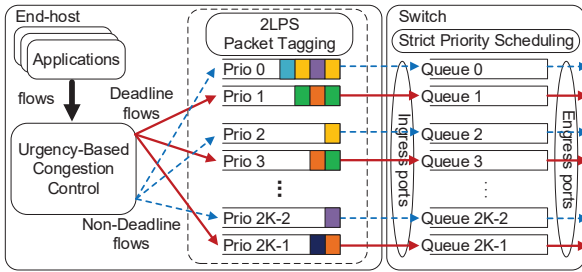 End-host
Applications
flows
Urgency-Based
Congestion
Control
Deadline
flows
Non-Deadline
flows
2LPS
Packet Tagging
Prio 0
Prio 1
Prio 2
Prio 3
...
Prio 2K-2
Prio 2K-1
Switch
Strict Priority Scheduling
Ingress ports
Queue 0
Queue 1
Queue 2
Queue 3
...
Queue 2K-2
Queue 2K-1
Engress ports